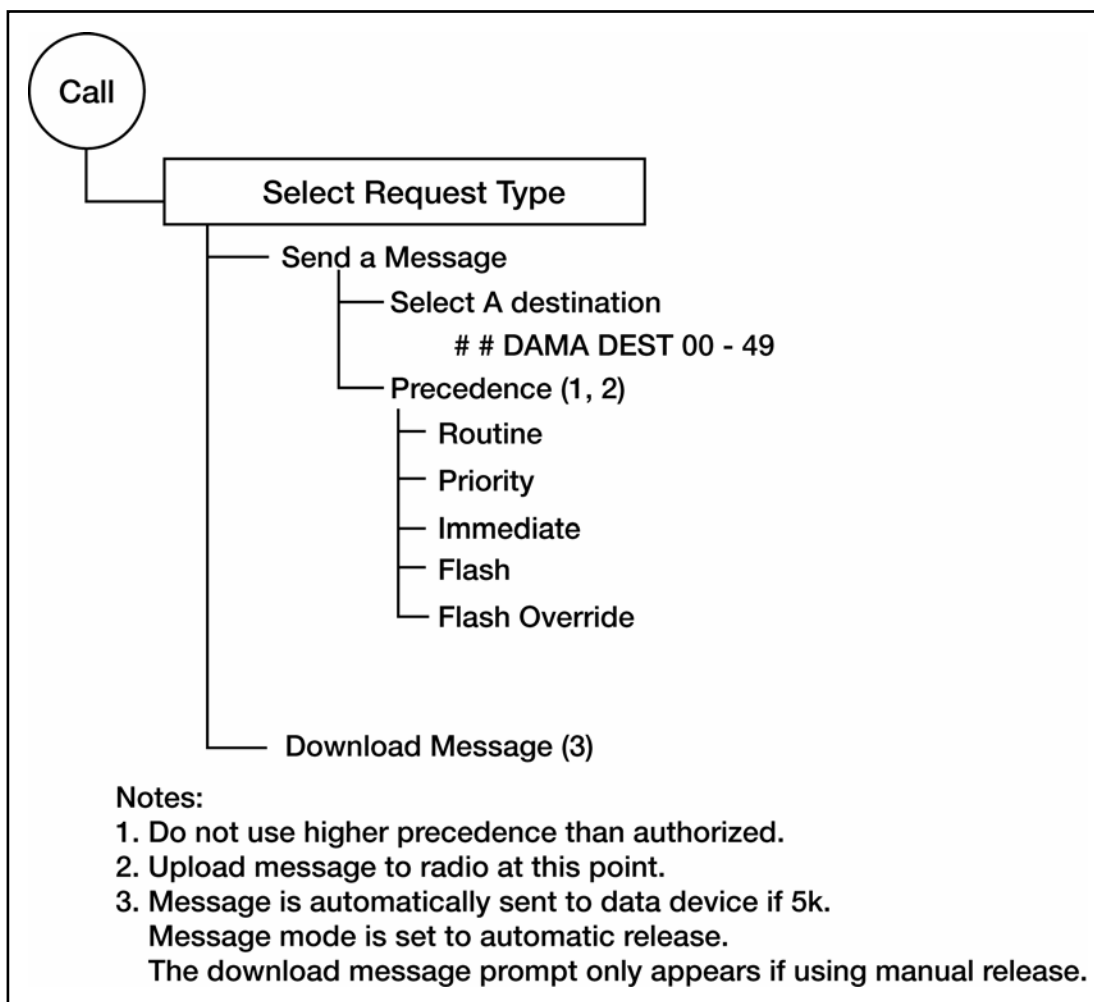 Call
Select Request Type
Send a Message
Select A destination
# # DAMA DEST 00 - 49
Precedence (1, 2)
Routine
Priority
Immediate
Flash
Flash Override
Download Message (3)
Notes:
1. Do not use higher precedence than authorized.
2. Upload message to radio at this point.
3. Message is automatically sent to data device if 5k.
Message mode is set to automatic release.
The download message prompt only appears if using manual release.